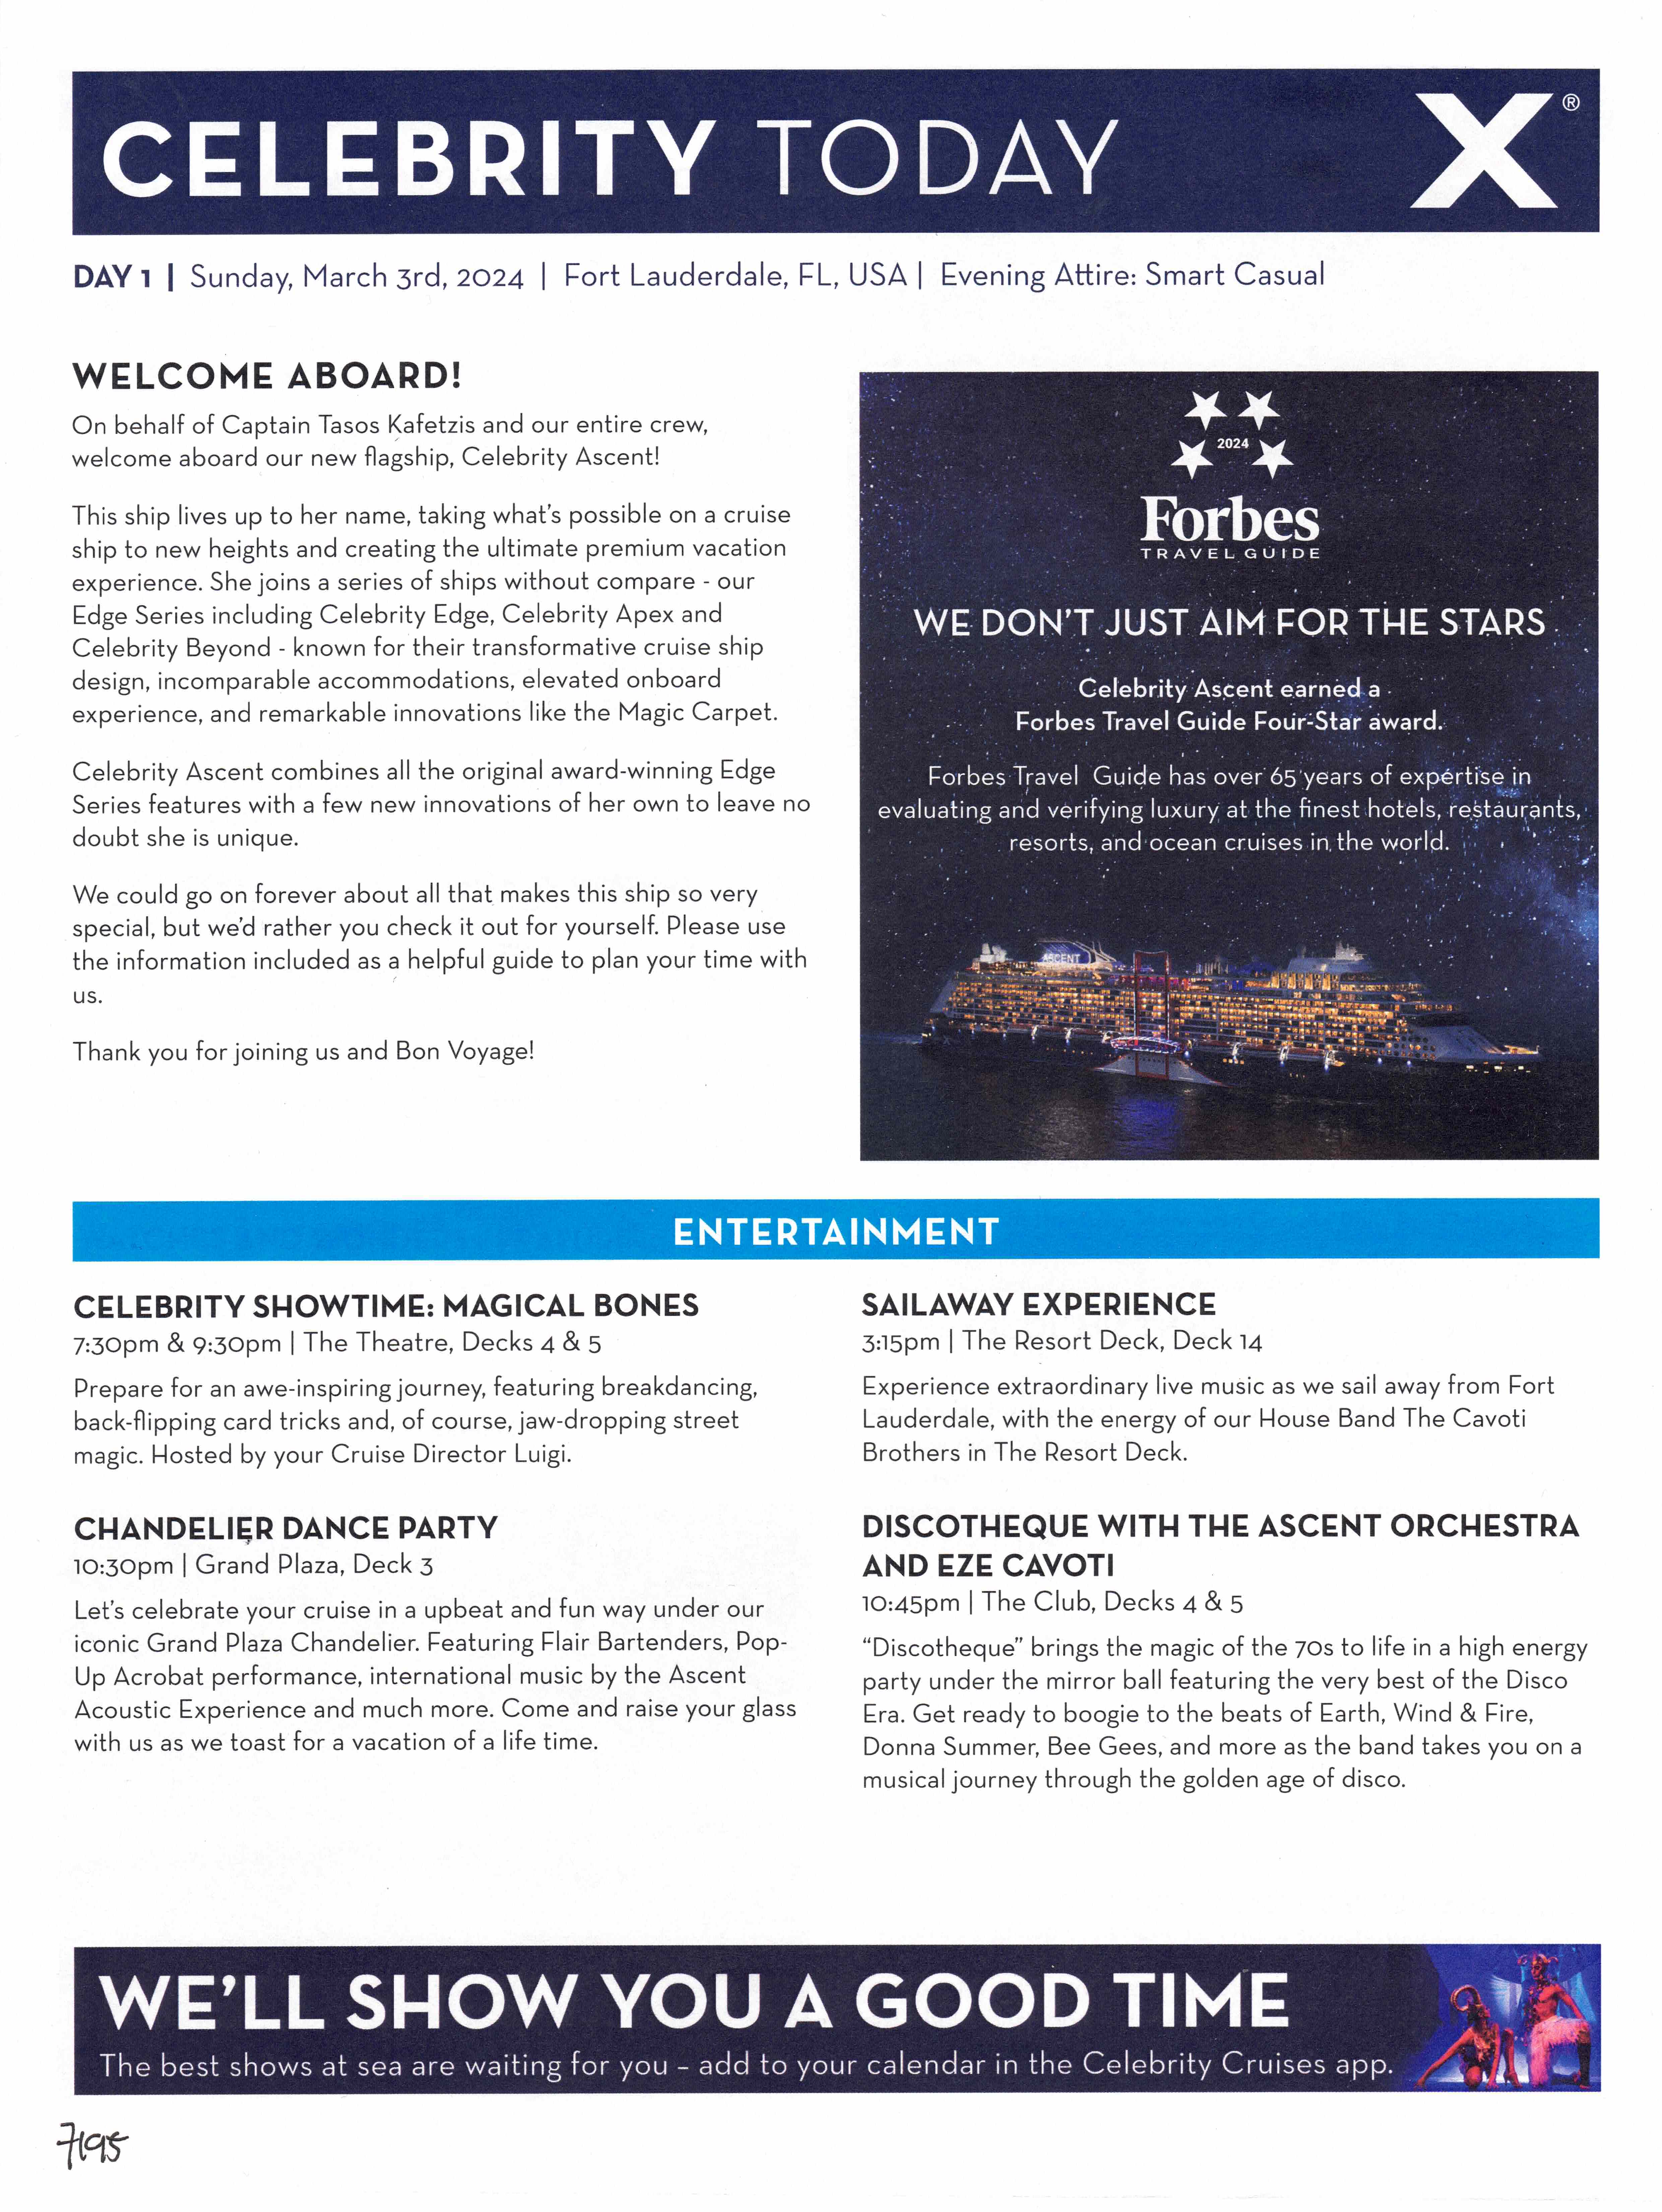 CELEBRITY TODAY X®
DAY 1 | Sunday, March 3rd, 2024 | Fort Lauderdale, FL, USA | Evening Attire: Smart Casual
WELCOME ABOARD!
On behalf of Captain Tasos Kafetzis and our entire crew,
welcome aboard our new flagship, Celebrity Ascent!
This ship lives up to her name, taking what's possible on a cruise
ship to new heights and creating the ultimate premium vacation
experience. She joins a series of ships without compare - our
Edge Series including Celebrity Edge, Celebrity Apex and
Celebrity Beyond - known for their transformative cruise ship
design, incomparable accommodations, elevated onboard
experience, and remarkable innovations like the Magic Carpet.
Celebrity Ascent combines all the original award-winning Edge
Series features with a few new innovations of her own to leave no
doubt she is unique.
We could go on forever about all that makes this ship so very
special, but we'd rather you check it out for yourself. Please use
the information included as a helpful guide to plan your time with
us.
Thank you for joining us and Bon Voyage!
2024
Forbes
TRAVEL GUIDE
WE DON'T JUST AIM FOR THE STARS
Celebrity Ascent earned a
Forbes Travel Guide Four-Star award.
Forbes Travel Guide has over 65 years of expertise in
evaluating and verifying luxury at the finest hotels, restaurants,
resorts, and ocean cruises in the world.
ASCENT
ASCENT
ENTERTAINMENT
CELEBRITY SHOWTIME: MAGICAL BONES
7:30pm & 9:30pm | The Theatre, Decks 4 & 5
Prepare for an awe-inspiring journey, featuring breakdancing,
back-flipping card tricks and, of course, jaw-dropping street
magic. Hosted by your Cruise Director Luigi.
CHANDELIER DANCE PARTY
10:30pm | Grand Plaza, Deck 3
Let's celebrate your cruise in a upbeat and fun way under our
iconic Grand Plaza Chandelier. Featuring Flair Bartenders, Pop-
Up Acrobat performance, international music by the Ascent
Acoustic Experience and much more. Come and raise your glass
with us as we toast for a vacation of a life time.
SAILAWAY EXPERIENCE
3:15pm | The Resort Deck, Deck 14
Experience extraordinary live music as we sail away from Fort
Lauderdale, with the energy of our House Band The Cavoti
Brothers in The Resort Deck.
DISCOTHEQUE WITH THE ASCENT ORCHESTRA
AND EZE CAVOTI
10:45pm | The Club, Decks 4 & 5
“Discotheque” brings the magic of the 70s to life in a high energy
party under the mirror ball featuring the very best of the Disco
Era. Get ready to boogie to the beats of Earth, Wind & Fire,
Donna Summer, Bee Gees, and more as the band takes you on a
musical journey through the golden age of disco.
WE'LL SHOW YOU A GOOD TIME
The best shows at sea are waiting for you – add to your calendar in the Celebrity Cruises app.
7195